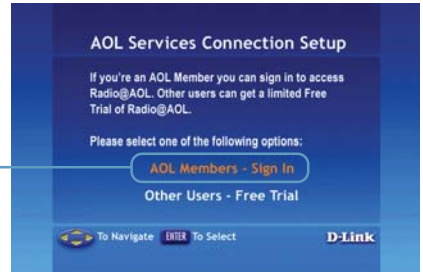 AOL Services Connection Setup
If you're an AOL Member you can sign in to access
Radio@AOL. Other users can get a limited Free
Trial of Radio@AOL.
Please select one of the following options:
AOL Members - Sign In
Other Users - Free Trial
To Navigate ENTER To Select D-Link